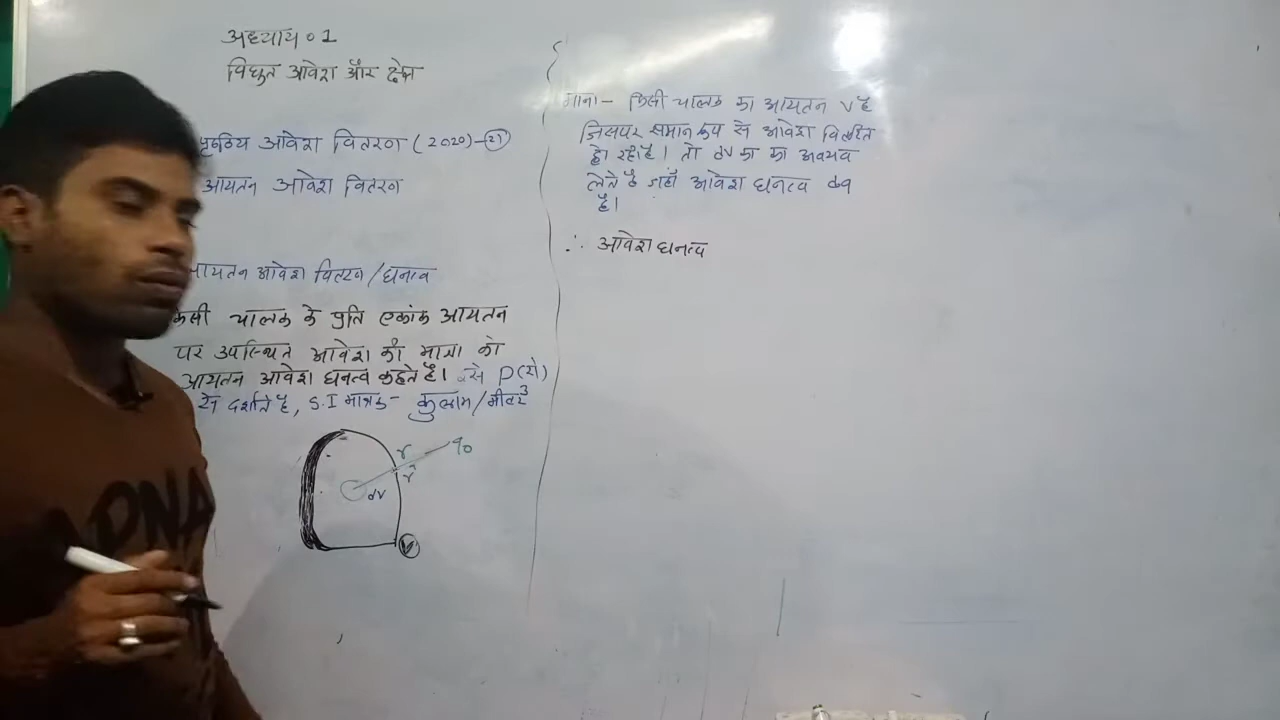 अध्याय ०1
विद्युत आवेश और क्षेत्र
पृष्ठिय आवेश वितरण (2020)-(21)
आयतन आवेश वितरण
आयतन आवेश वितरण/घनत्व
किसी चालक के प्रति एकांक आयतन
पर उपस्थित आवेश की मात्रा को
आयतन आवेश घनत्व कहते है। इसे ρ(रो)
से दर्शाते है, S.I मात्रक- कुलाम/मीटर³
r q₀
r̂
dv
V
माना- किसी चालक का आयतन V है
जिसपर समान रूप से आवेश वितरित
हो रहा है। तो dv का का अवयव
लेते है जहाँ आवेश घनत्व
है।
∴ आवेश घनत्व